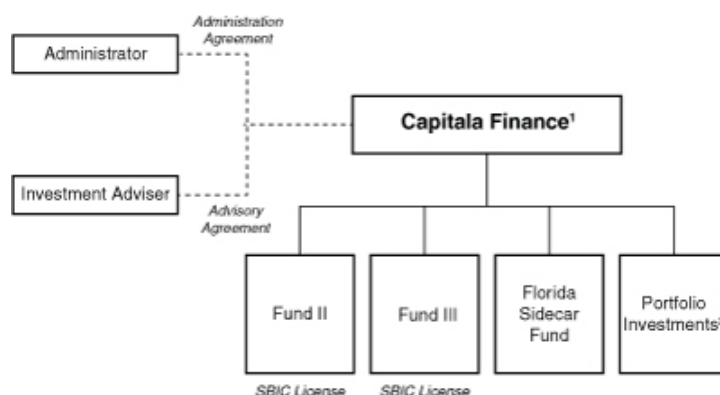 Administration
Agreement
Administrator
Capitala Finance¹
Investment Adviser
Advisory
Agreement
Fund II
Fund III
Florida
Sidecar
Fund
Portfolio
Investments²
SBIC License
SBIC License